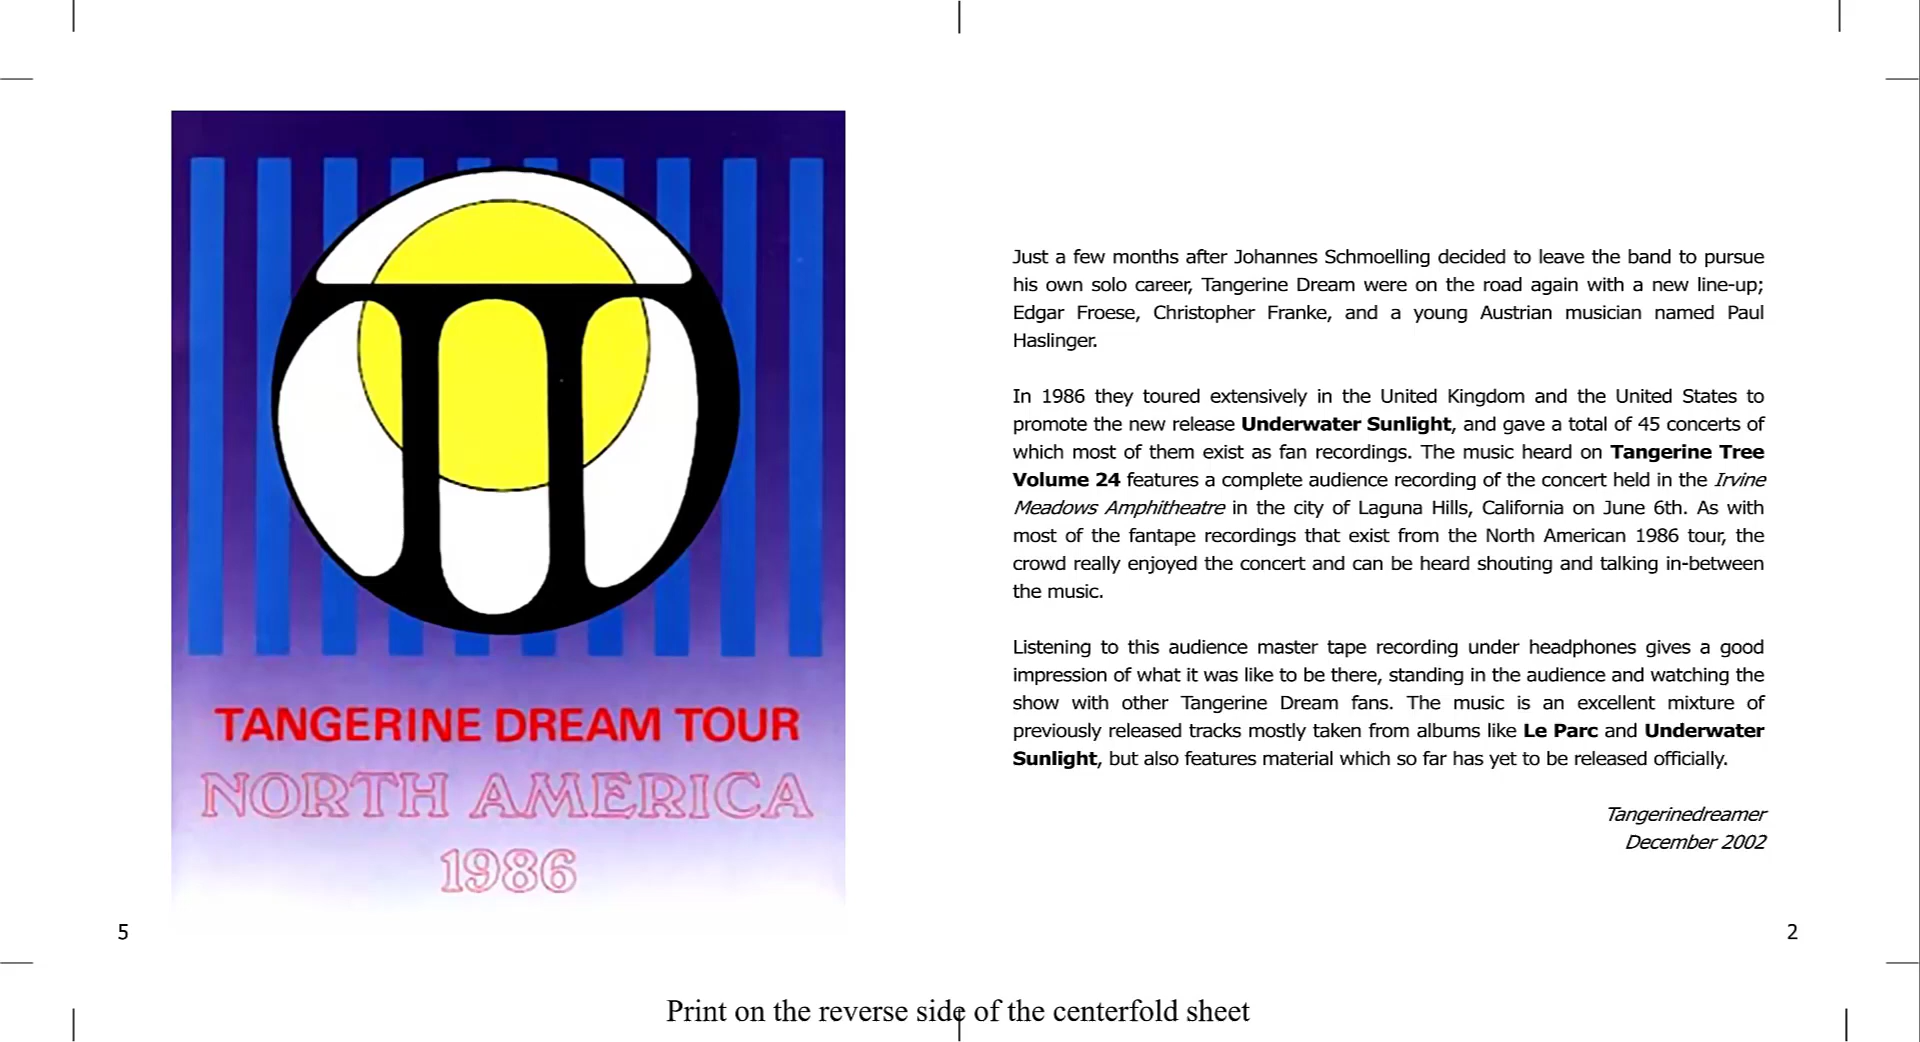 TANGERINE DREAM TOUR
NORTH AMERICA
1986
5
Just a few months after Johannes Schmoelling decided to leave the band to pursue
his own solo career, Tangerine Dream were on the road again with a new line-up;
Edgar Froese, Christopher Franke, and a young Austrian musician named Paul
Haslinger.
In 1986 they toured extensively in the United Kingdom and the United States to
promote the new release Underwater Sunlight, and gave a total of 45 concerts of
which most of them exist as fan recordings. The music heard on Tangerine Tree
Volume 24 features a complete audience recording of the concert held in the Irvine
Meadows Amphitheatre in the city of Laguna Hills, California on June 6th. As with
most of the fantape recordings that exist from the North American 1986 tour, the
crowd really enjoyed the concert and can be heard shouting and talking in-between
the music.
Listening to this audience master tape recording under headphones gives a good
impression of what it was like to be there, standing in the audience and watching the
show with other Tangerine Dream fans. The music is an excellent mixture of
previously released tracks mostly taken from albums like Le Parc and Underwater
Sunlight, but also features material which so far has yet to be released officially.
Tangerinedreamer
December 2002
2
Print on the reverse side of the centerfold sheet